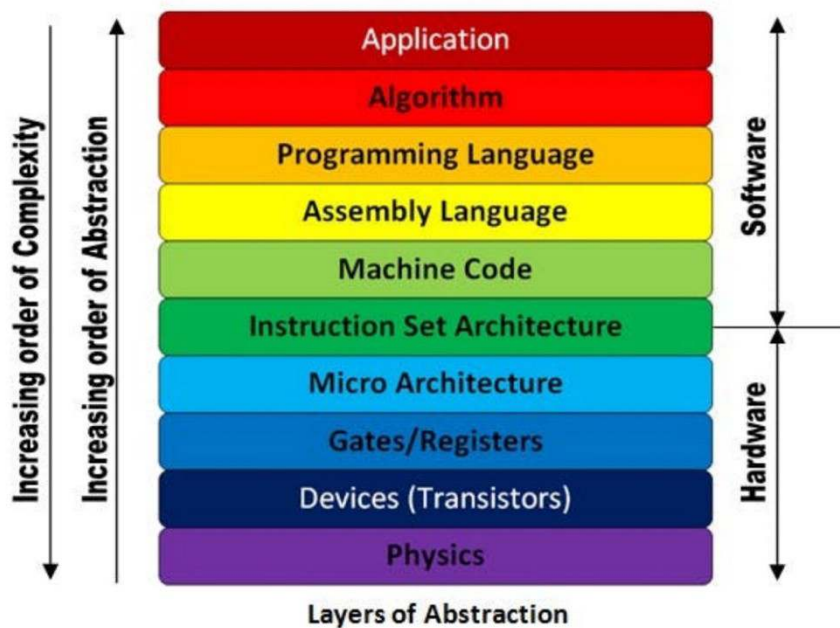 Increasing order of Complexity
Increasing order of Abstraction
Application
Algorithm
Programming Language
Assembly Language
Machine Code
Instruction Set Architecture
Micro Architecture
Gates/Registers
Devices (Transistors)
Physics
Software
Hardware
Layers of Abstraction